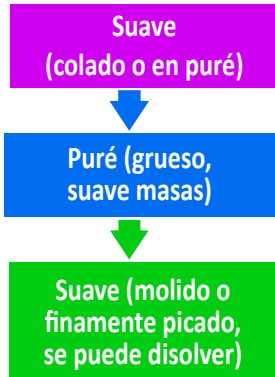 Suave
(colado o en puré)
Puré (grueso,
suave masas)
Suave (molido o
finamente picado,
se puede disolver)